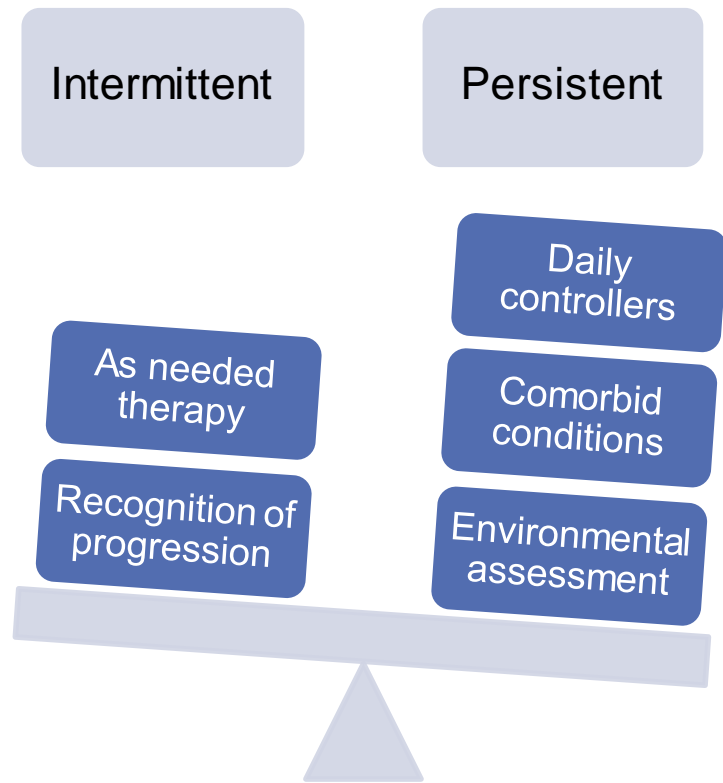 Intermittent
Persistent
As needed
therapy
Recognition of
progression
Daily
controllers
Comorbid
conditions
Environmental
assessment